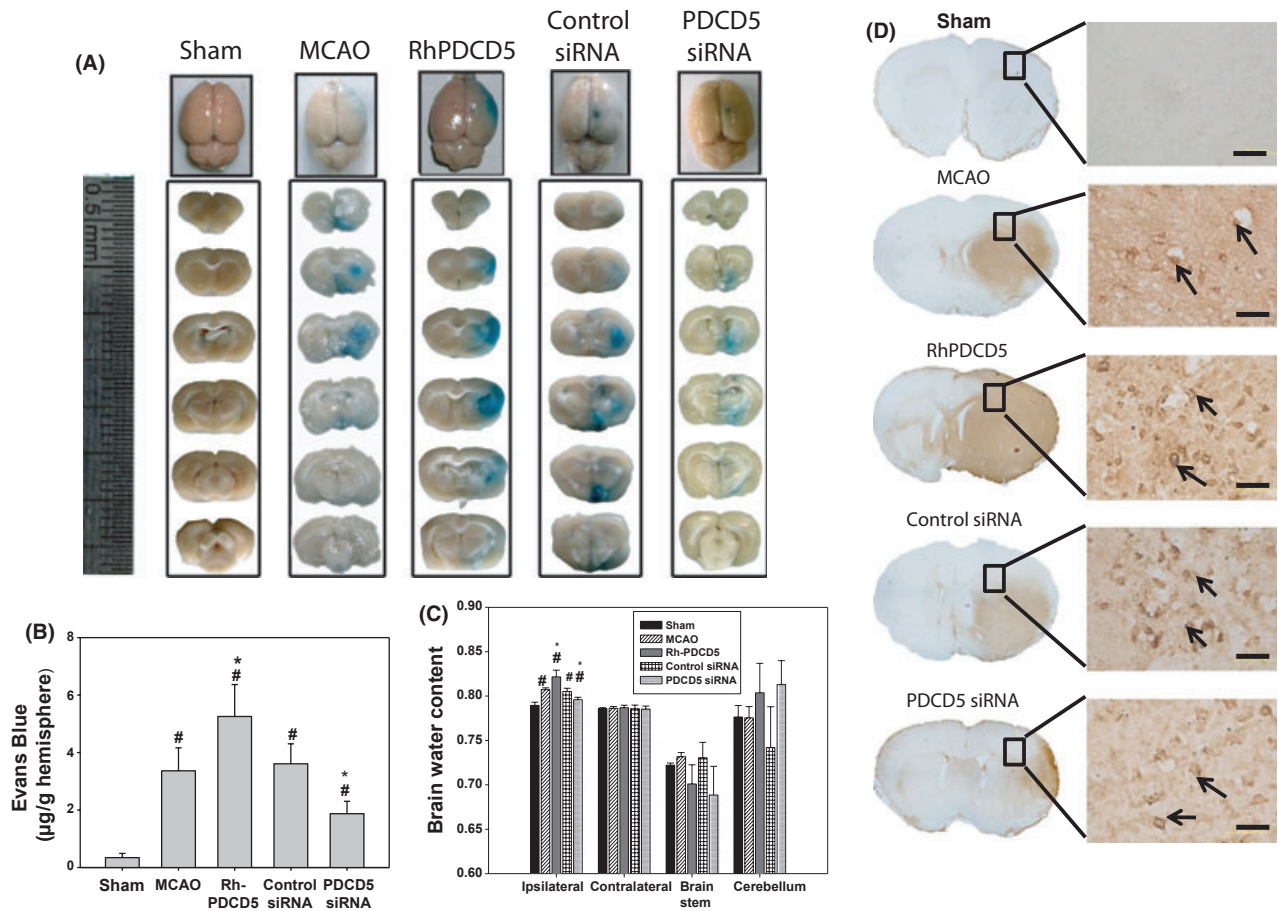 (A)
Sham
MCAO
RhPDCD5
Control
siRNA
PDCD5
siRNA
0.5 mm
(B)
Evans Blue
(µg/g hemisphere)
8
6
4
2
0
#
*
#
#
*
#
Sham
MCAO
Rh-
PDCD5
Control
siRNA
PDCD5
siRNA
(C)
Brain water content
0.90
0.85
0.80
0.75
0.70
0.65
0.60
Sham
MCAO
Rh-PDCD5
Control siRNA
PDCD5 siRNA
#
*
#
#
*
#
Ipsilateral
Contralateral
Brain
stem
Cerebellum
(D)
Sham
MCAO
RhPDCD5
Control siRNA
PDCD5 siRNA